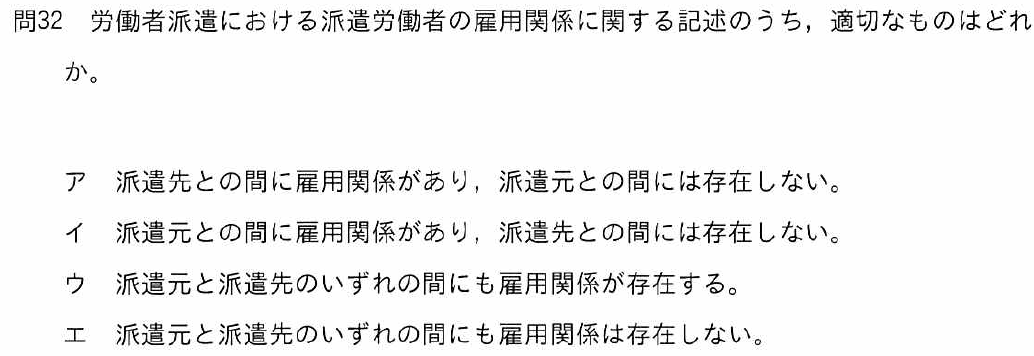 問32 労働者派遣における派遣労働者の雇用関係に関する記述のうち，適切なものはどれ
か。
ア 派遣先との間に雇用関係があり，派遣元との間には存在しない。
イ 派遣元との間に雇用関係があり，派遣先との間には存在しない。
ウ 派遣元と派遣先のいずれの間にも雇用関係が存在する。
エ 派遣元と派遣先のいずれの間にも雇用関係は存在しない。